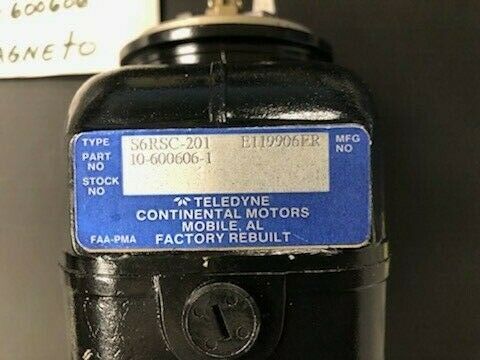 -600606
AGNETO
TYPE S6RSC-201 E119906ER MFG NO
PART NO 10-600606-1
STOCK NO
TELEDYNE
CONTINENTAL MOTORS
MOBILE, AL
FAA-PMA FACTORY REBUILT